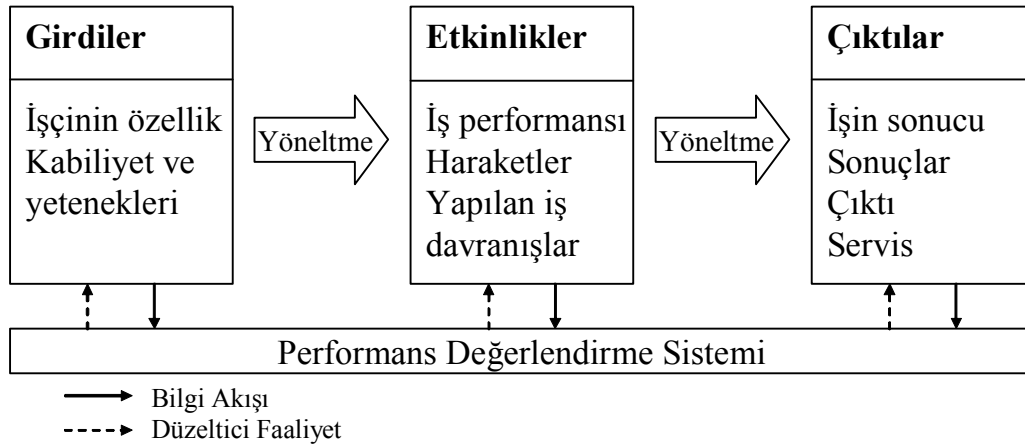 Girdiler
İşçinin özellik
Kabiliyet ve
yetenekleri
Yöneltme
Etkinlikler
İş performansı
Haraketler
Yapılan iş
davranışlar
Yöneltme
Çıktılar
İşin sonucu
Sonuçlar
Çıktı
Servis
Performans Değerlendirme Sistemi
Bilgi Akışı
Düzeltici Faaliyet